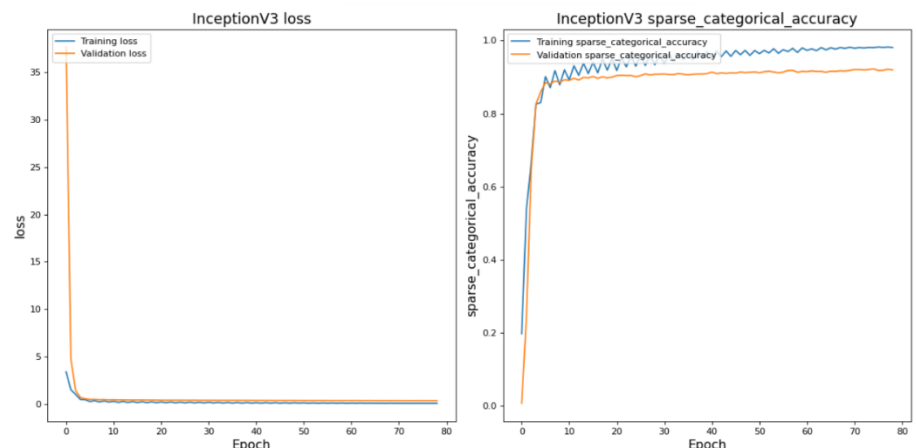 InceptionV3 loss
Training loss
Validation loss
35
30
25
20
15
10
5
0
loss
0 10 20 30 40 50 60 70 80
Epoch
InceptionV3 sparse_categorical_accuracy
Training sparse_categorical_accuracy
Validation sparse_categorical_accuracy
1.0
0.8
0.6
0.4
0.2
0.0
sparse_categorical_accuracy
0 10 20 30 40 50 60 70 80
Epoch